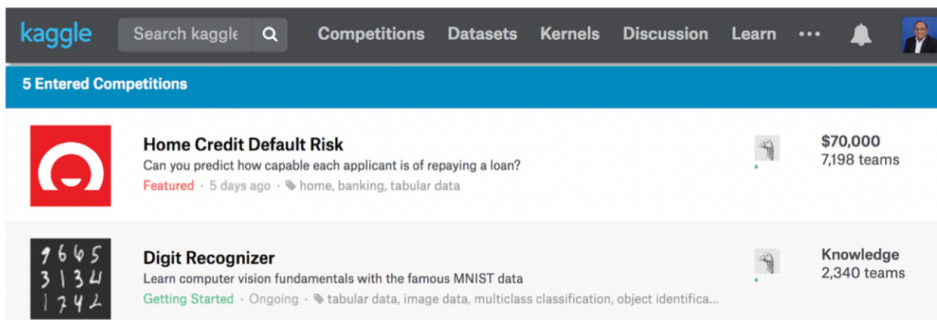 kaggle Search kaggle Competitions Datasets Kernels Discussion Learn •••
5 Entered Competitions
Home Credit Default Risk
Can you predict how capable each applicant is of repaying a loan?
Featured · 5 days ago · home, banking, tabular data
$70,000
7,198 teams
9665
3134
1742
Digit Recognizer
Learn computer vision fundamentals with the famous MNIST data
Getting Started · Ongoing · tabular data, image data, multiclass classification, object identifica...
Knowledge
2,340 teams